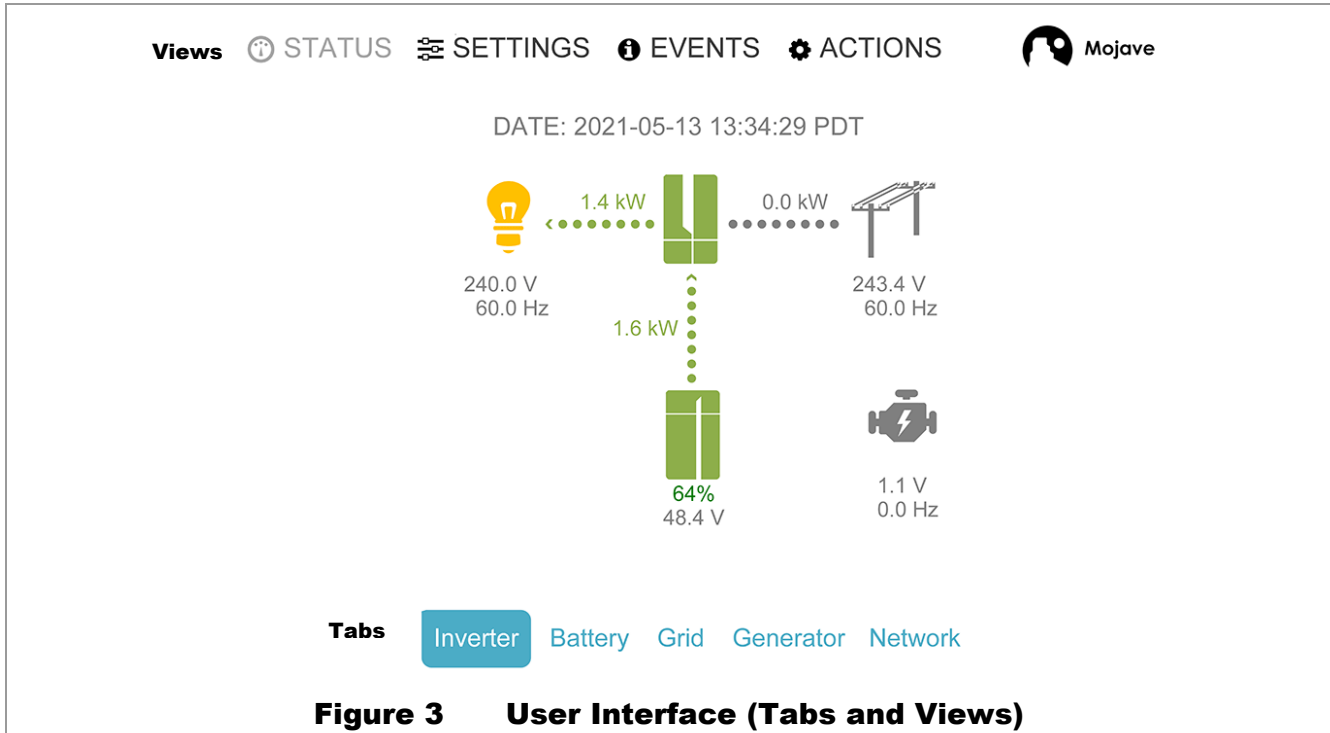 Views STATUS SETTINGS EVENTS ACTIONS Mojave
DATE: 2021-05-13 13:34:29 PDT
1.4 kW 0.0 kW
240.0 V 243.4 V
60.0 Hz 60.0 Hz
1.6 kW
64%
48.4 V
1.1 V
0.0 Hz
Tabs Inverter Battery Grid Generator Network
Figure 3 User Interface (Tabs and Views)